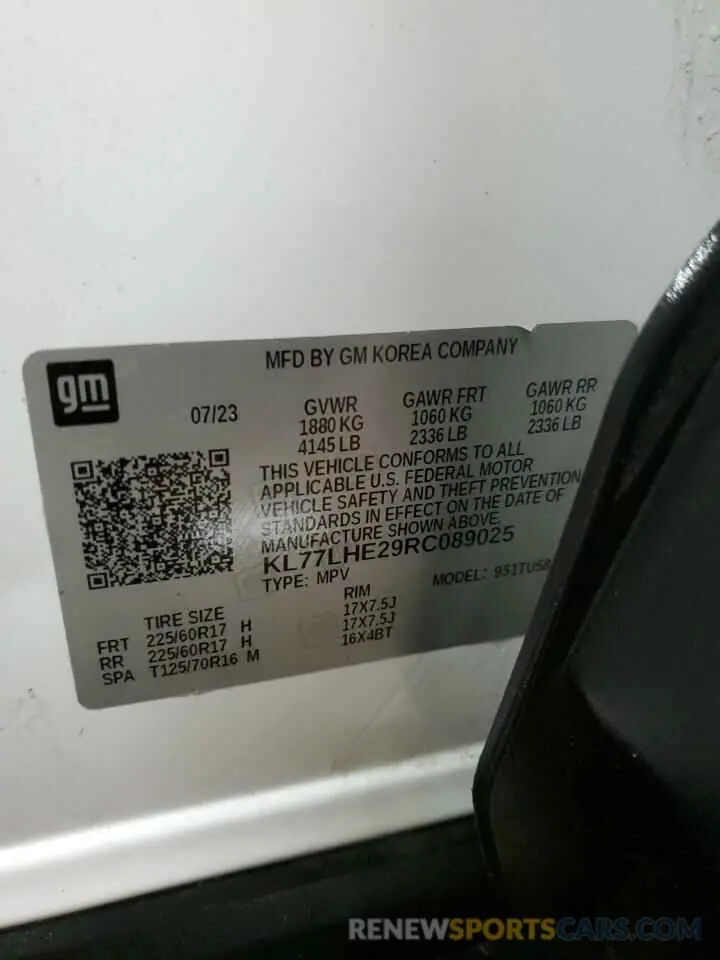 MFD BY GM KOREA COMPANY
gm
07/23
GVWR
1880 KG
4145 LB
GAWR FRT
1060 KG
2336 LB
GAWR RR
1060 KG
2336 LB
THIS VEHICLE CONFORMS TO ALL
APPLICABLE U.S. FEDERAL MOTOR
VEHICLE SAFETY AND THEFT PREVENTION
STANDARDS IN EFFECT ON THE DATE OF
MANUFACTURE SHOWN ABOVE.
KL77LHE29RC089025
TYPE: MPV
MODEL: 951TU58
TIRE SIZE RIM
FRT 225/60R17 H 17X7.5J
RR 225/60R17 H 17X7.5J
SPA T125/70R16 M 16X4BT
RENEWSPORTSCARS.COM